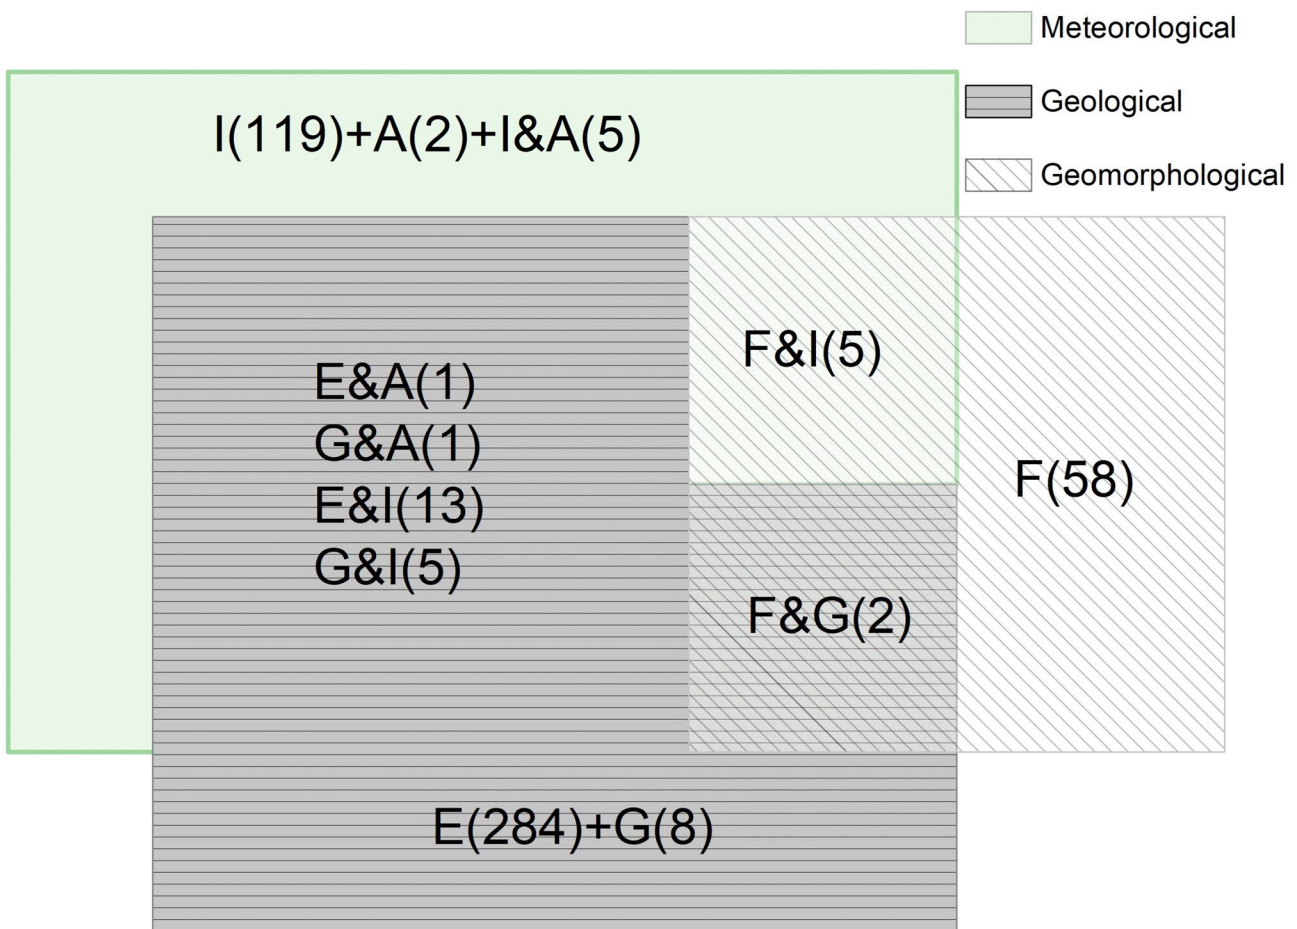 Meteorological
Geological
Geomorphological
I(119)+A(2)+I&A(5)
E&A(1)
G&A(1)
E&I(13)
G&I(5)
F&I(5)
F&G(2)
F(58)
E(284)+G(8)